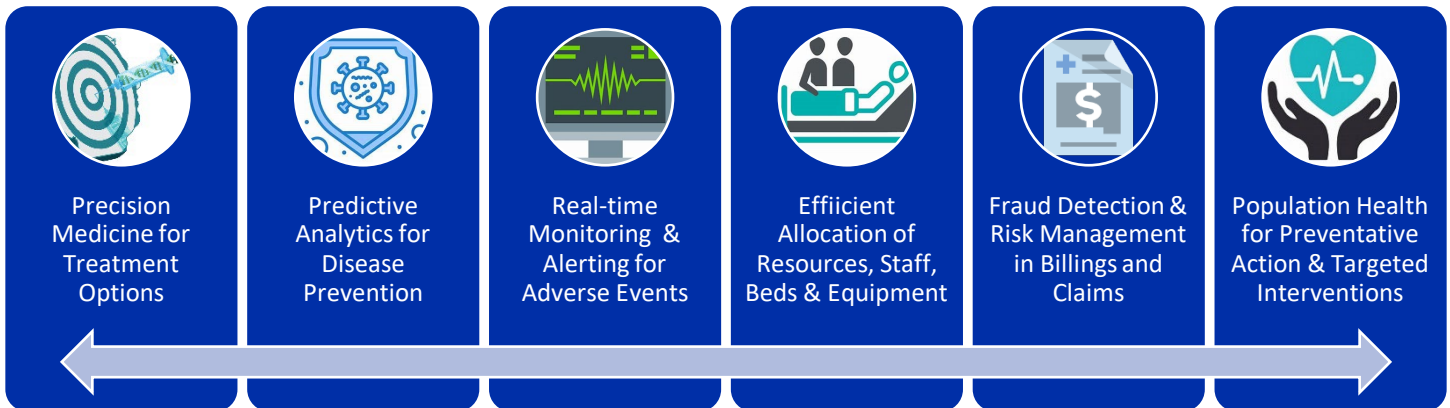 Precision
Medicine for
Treatment
Options
Predictive
Analytics for
Disease
Prevention
Real-time
Monitoring & 
Alerting for
Adverse Events
Effiicient
Allocation of
Resources, Staff,
Beds & Equipment
$
Fraud Detection &
Risk Management
in Billings and
Claims
Population Health
for Preventative
Action & Targeted
Interventions